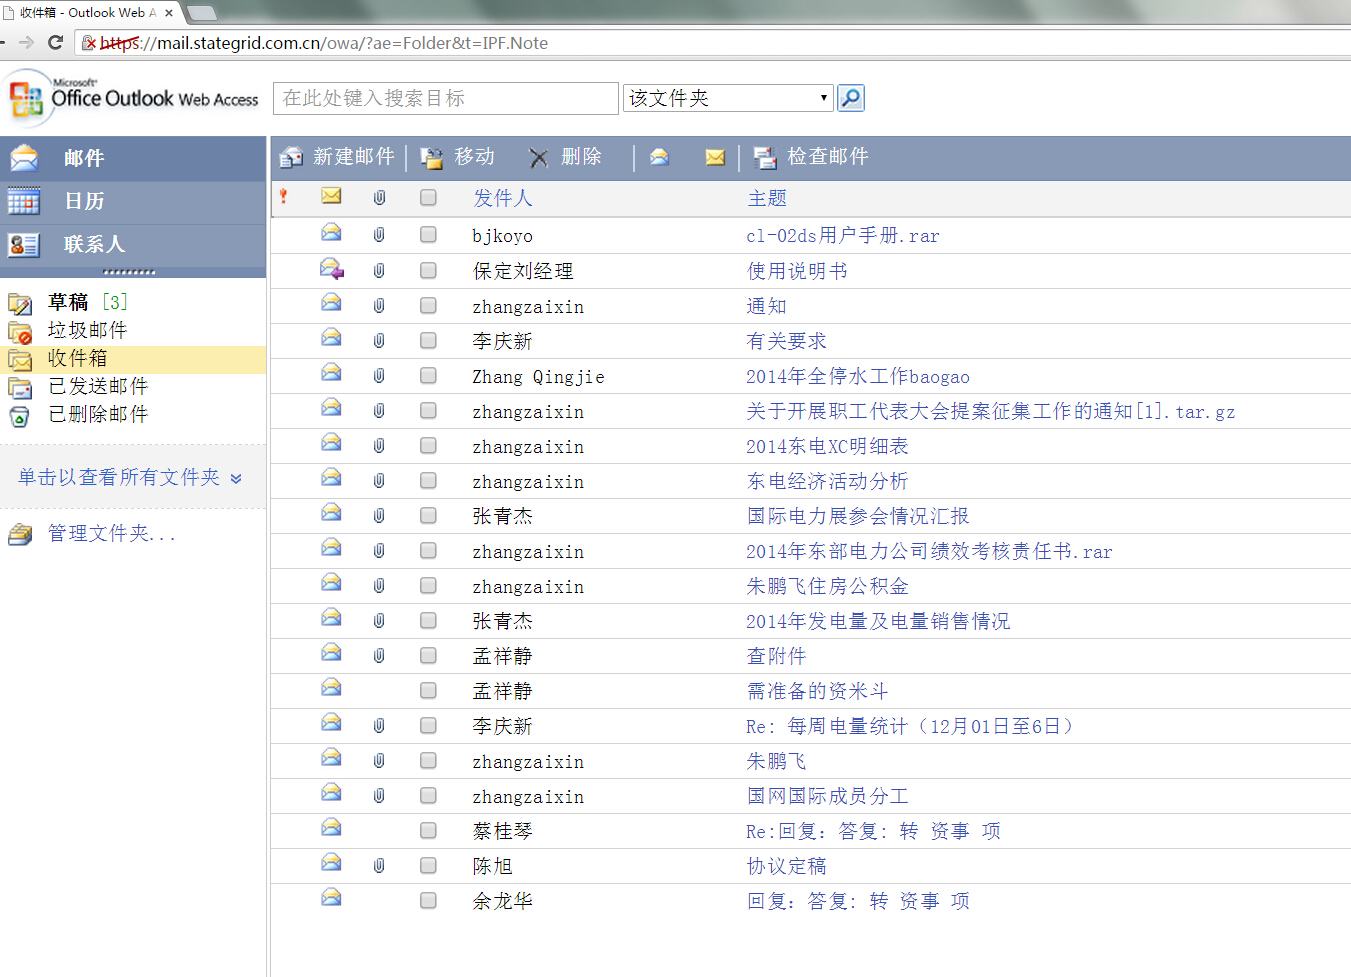 收件箱 - Outlook Web A
https://mail.stategrid.com.cn/owa/?ae=Folder&t=IPF.Note
Microsoft®
Office Outlook Web Access
在此处键入搜索目标
该文件夹
邮件
日历
联系人
草稿 [3]
垃圾邮件
收件箱
已发送邮件
已删除邮件
单击以查看所有文件夹
管理文件夹...
新建邮件 移动 删除 检查邮件
发件人 主题
bjkoyo cl-02ds用户手册.rar
保定刘经理 使用说明书
zhangzaixin 通知
李庆新 有关要求
Zhang Qingjie 2014年全停水工作baogao
zhangzaixin 关于开展职工代表大会提案征集工作的通知[1].tar.gz
zhangzaixin 2014东电XC明细表
zhangzaixin 东电经济活动分析
张青杰 国际电力展参会情况汇报
zhangzaixin 2014年东部电力公司绩效考核责任书.rar
zhangzaixin 朱鹏飞住房公积金
张青杰 2014年发电量及电量销售情况
孟祥静 查附件
孟祥静 需准备的资米斗
李庆新 Re: 每周电量统计（12月01日至6日）
zhangzaixin 朱鹏飞
zhangzaixin 国网国际成员分工
蔡桂琴 Re:回复: 答复: 转 资事 项
陈旭 协议定稿
余龙华 回复: 答复: 转 资事 项